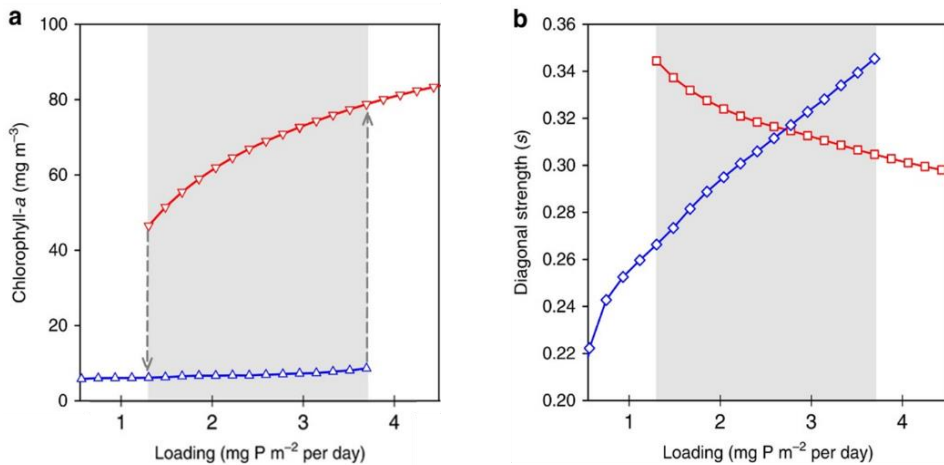 a
100
80
60
40
20
0
Chlorophyll-a (mg m⁻³)
1 2 3 4
Loading (mg P m⁻² per day)
b
0.36
0.34
0.32
0.30
0.28
0.26
0.24
0.22
0.20
Diagonal strength (s)
1 2 3 4
Loading (mg P m⁻² per day)